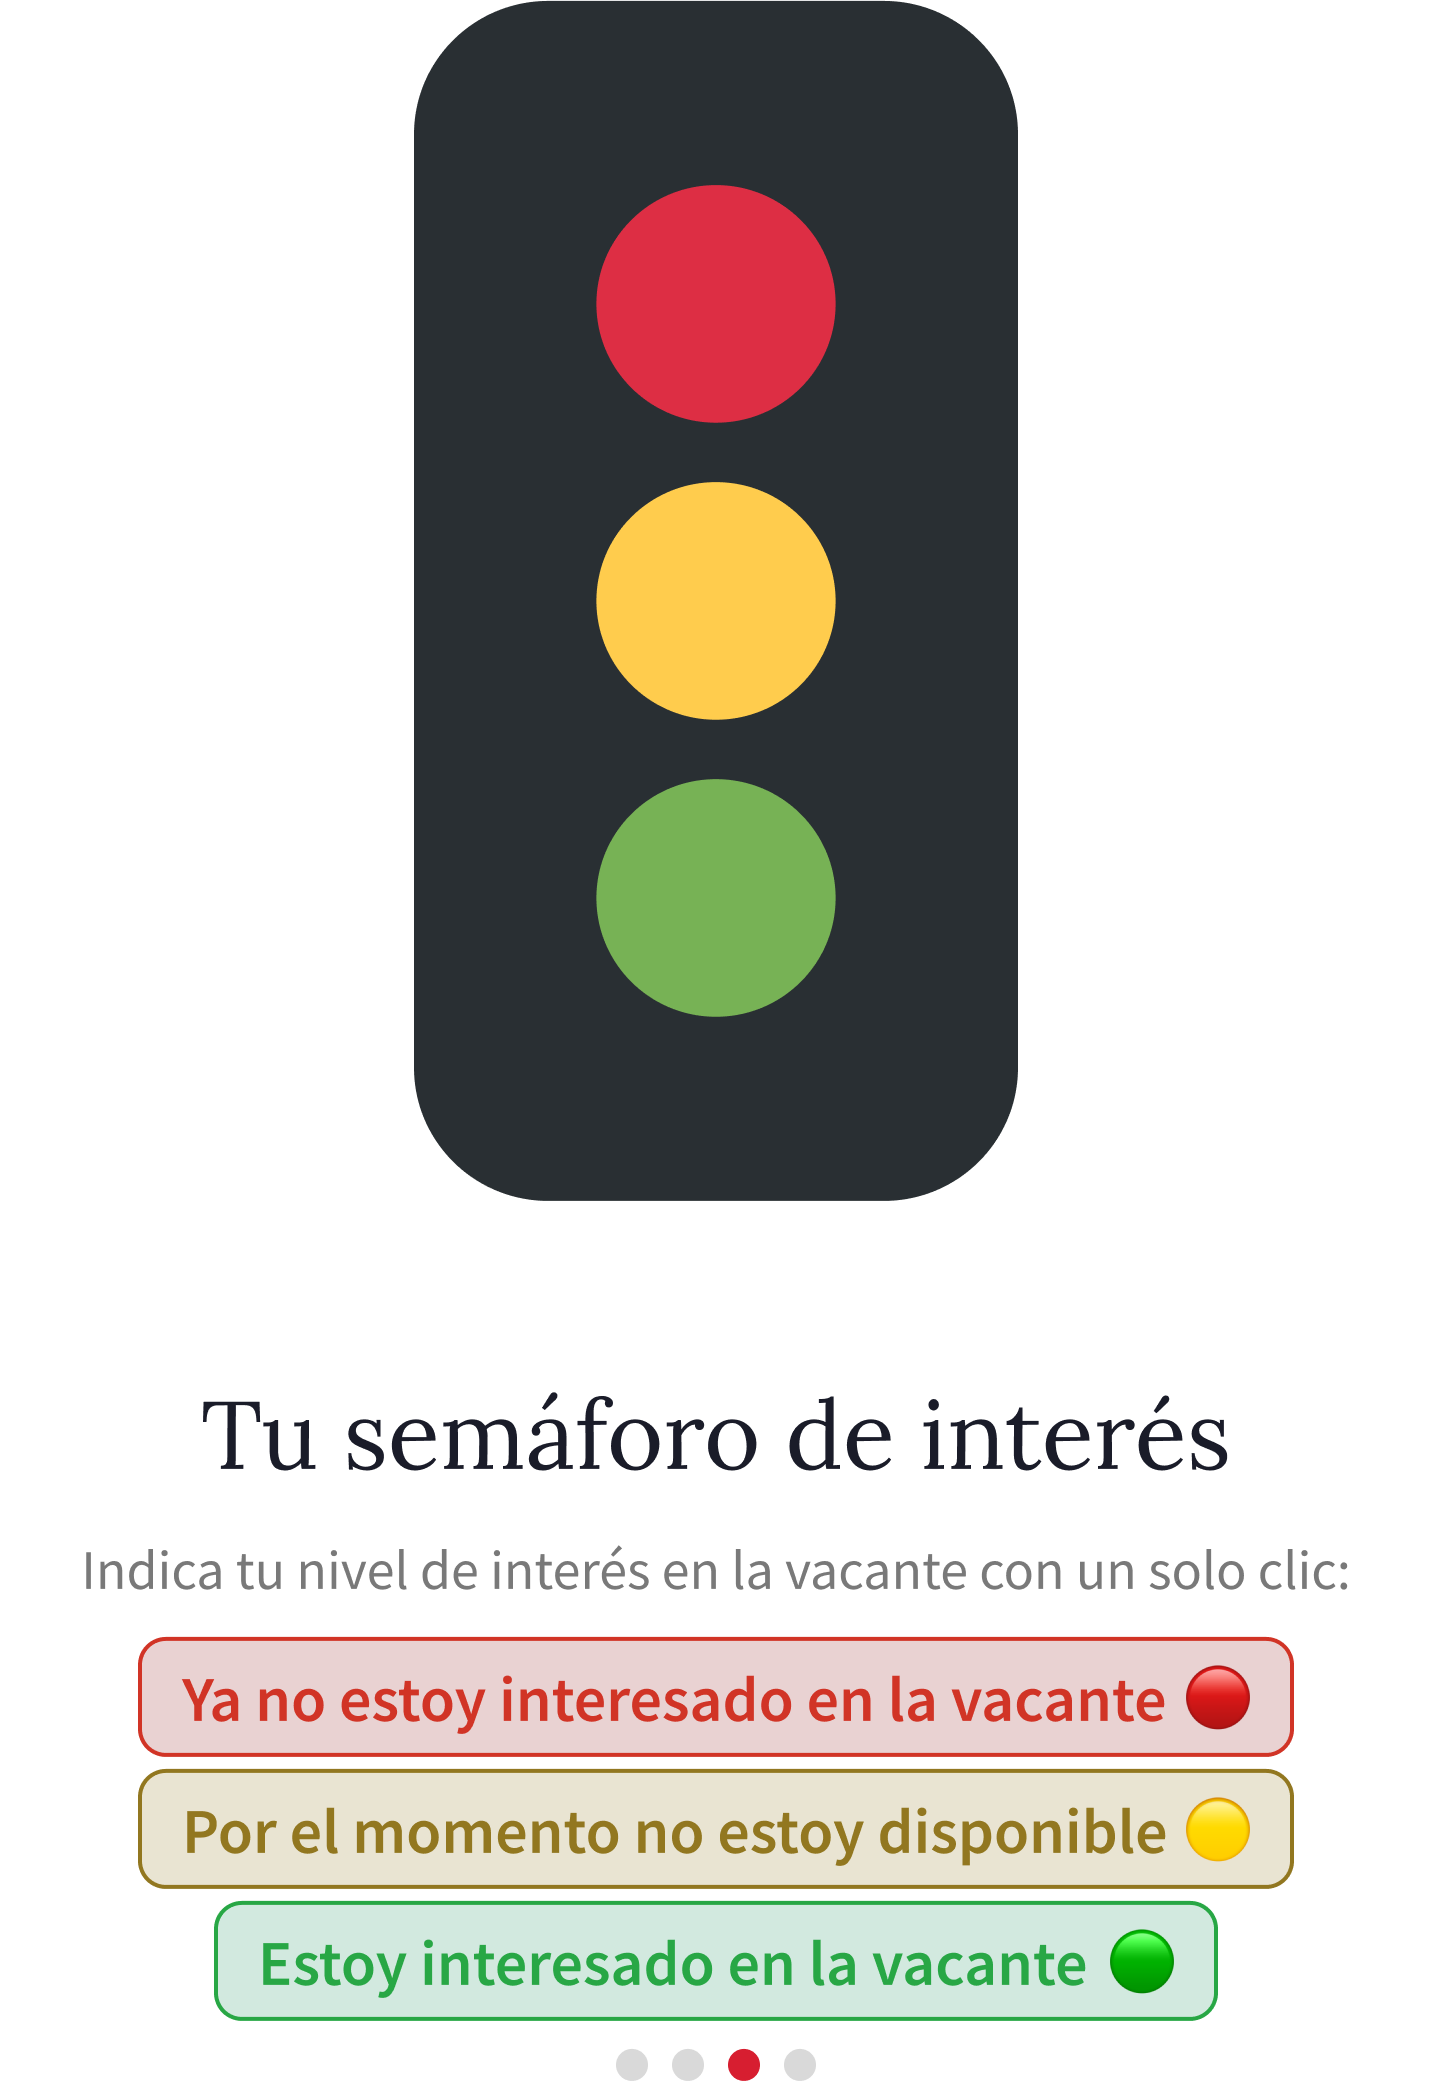 Tu semáforo de interés
Indica tu nivel de interés en la vacante con un solo clic:
Ya no estoy interesado en la vacante
Por el momento no estoy disponible
Estoy interesado en la vacante